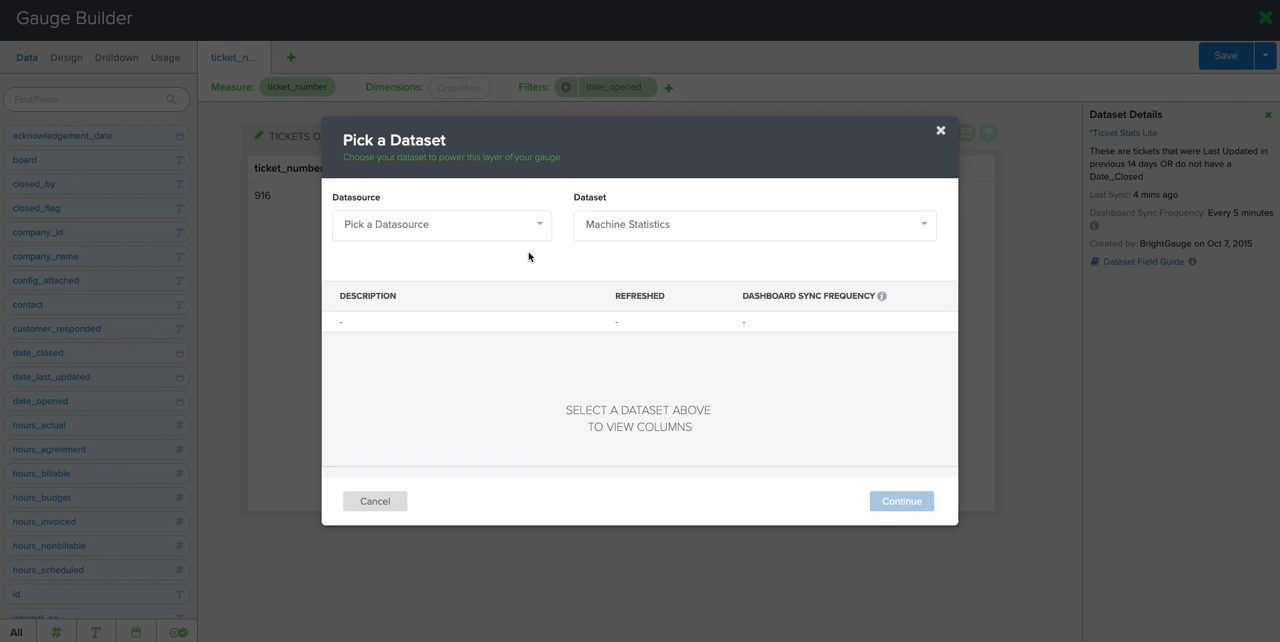 Gauge Builder
Data Design Drilldown Usage
ticket_n...
Save
Measure: ticket_number Dimensions: Drop Here Filters: date_opened
Find Fields
acknowledgement_date
board
closed_by
closed_flag
company_id
company_name
config_attached
contact
customer_responded
date_closed
date_last_updated
date_opened
hours_actual
hours_agreement
hours_billable
hours_budget
hours_invoiced
hours_nonbillable
hours_scheduled
id
All
TICKETS O
ticket_number
916
Pick a Dataset
Choose your dataset to power this layer of your gauge
Datasource Dataset
Pick a Datasource Machine Statistics
DESCRIPTION REFRESHED DASHBOARD SYNC FREQUENCY
- - -
SELECT A DATASET ABOVE
TO VIEW COLUMNS
Cancel Continue
Dataset Details
*Ticket Stats Lite
These are tickets that were Last Updated in
previous 14 days OR do not have a
Date_Closed
Last Sync: 4 mins ago
Dashboard Sync Frequency: Every 5 minutes
Created by: BrightGauge on Oct 7, 2015
Dataset Field Guide